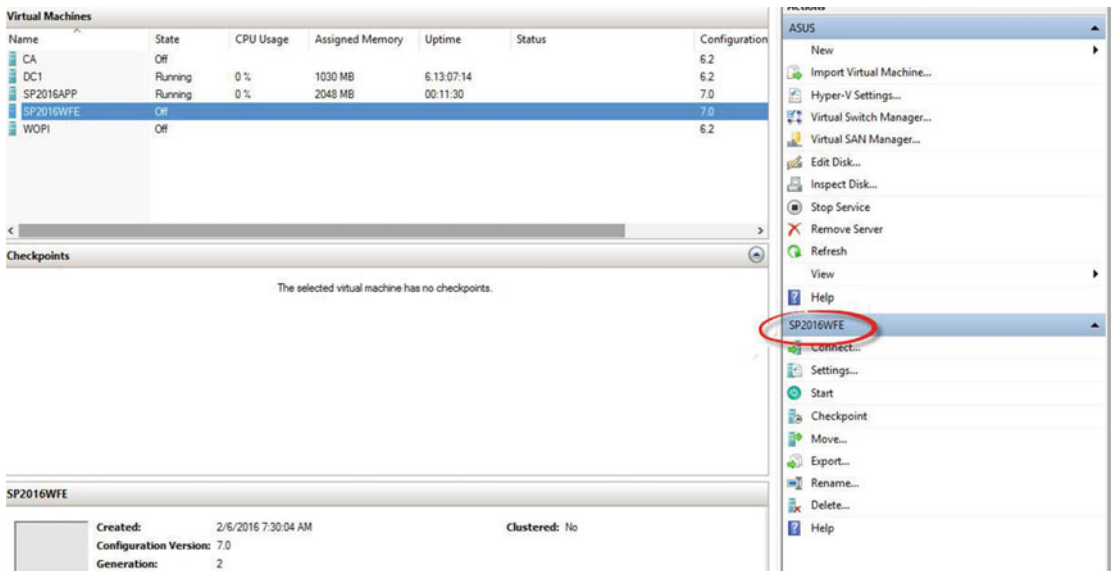 Virtual Machines
Name State CPU Usage Assigned Memory Uptime Status Configuration
CA Off 6.2
DC1 Running 0 % 1030 MB 6.13:07:14 6.2
SP2016APP Running 0 % 2048 MB 00:11:30 7.0
SP2016WFE Off 7.0
WOPI Off 6.2
Checkpoints
The selected virtual machine has no checkpoints.
SP2016WFE
Created: 2/6/2016 7:30:04 AM Clustered: No
Configuration Version: 7.0
Generation: 2
Actions
ASUS
New
Import Virtual Machine...
Hyper-V Settings...
Virtual Switch Manager...
Virtual SAN Manager...
Edit Disk...
Inspect Disk...
Stop Service
Remove Server
Refresh
View
Help
SP2016WFE
Connect...
Settings...
Start
Checkpoint
Move...
Export...
Rename...
Delete...
Help